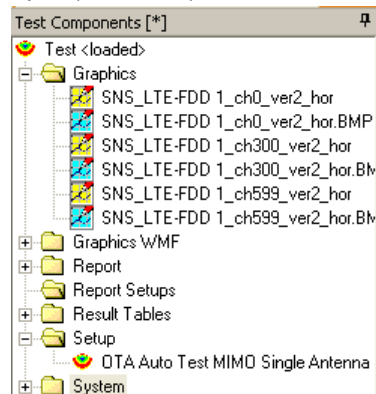 Test Components [*]
Test <loaded>
Graphics
SNS_LTE-FDD 1_ch0_ver2_hor
SNS_LTE-FDD 1_ch0_ver2_hor.BMP
SNS_LTE-FDD 1_ch300_ver2_hor
SNS_LTE-FDD 1_ch300_ver2_hor.BM
SNS_LTE-FDD 1_ch599_ver2_hor
SNS_LTE-FDD 1_ch599_ver2_hor.BM
Graphics WMF
Report
Report Setups
Result Tables
Setup
OTA Auto Test MIMO Single Antenna
System